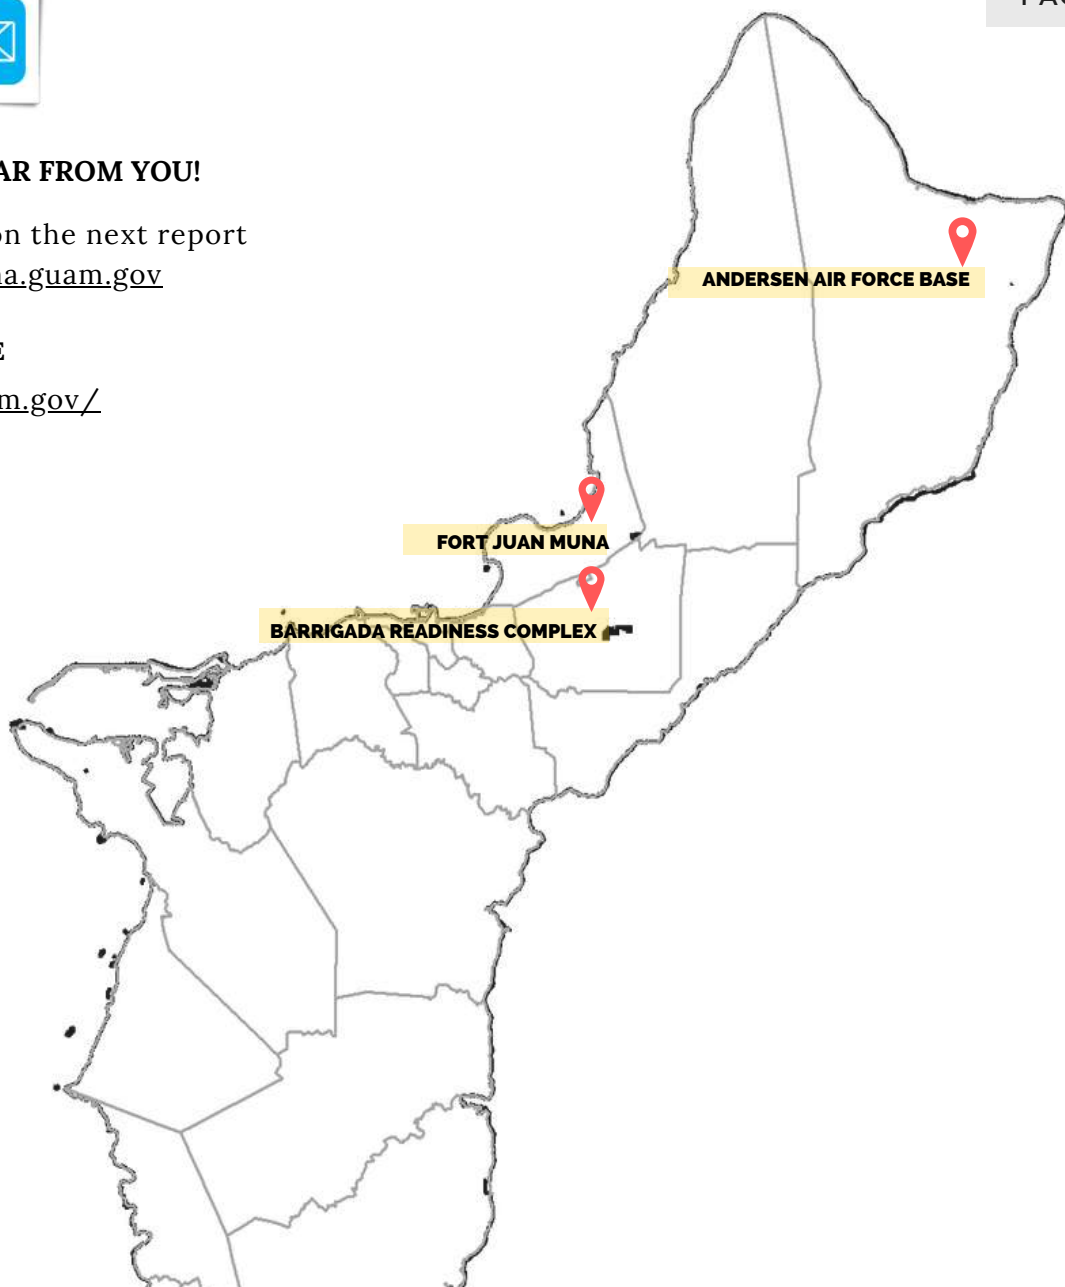 AR FROM YOU!
on the next report
a.guam.gov
E
m.gov/
ANDERSEN AIR FORCE BASE
FORT JUAN MUNA
BARRIGADA READINESS COMPLEX